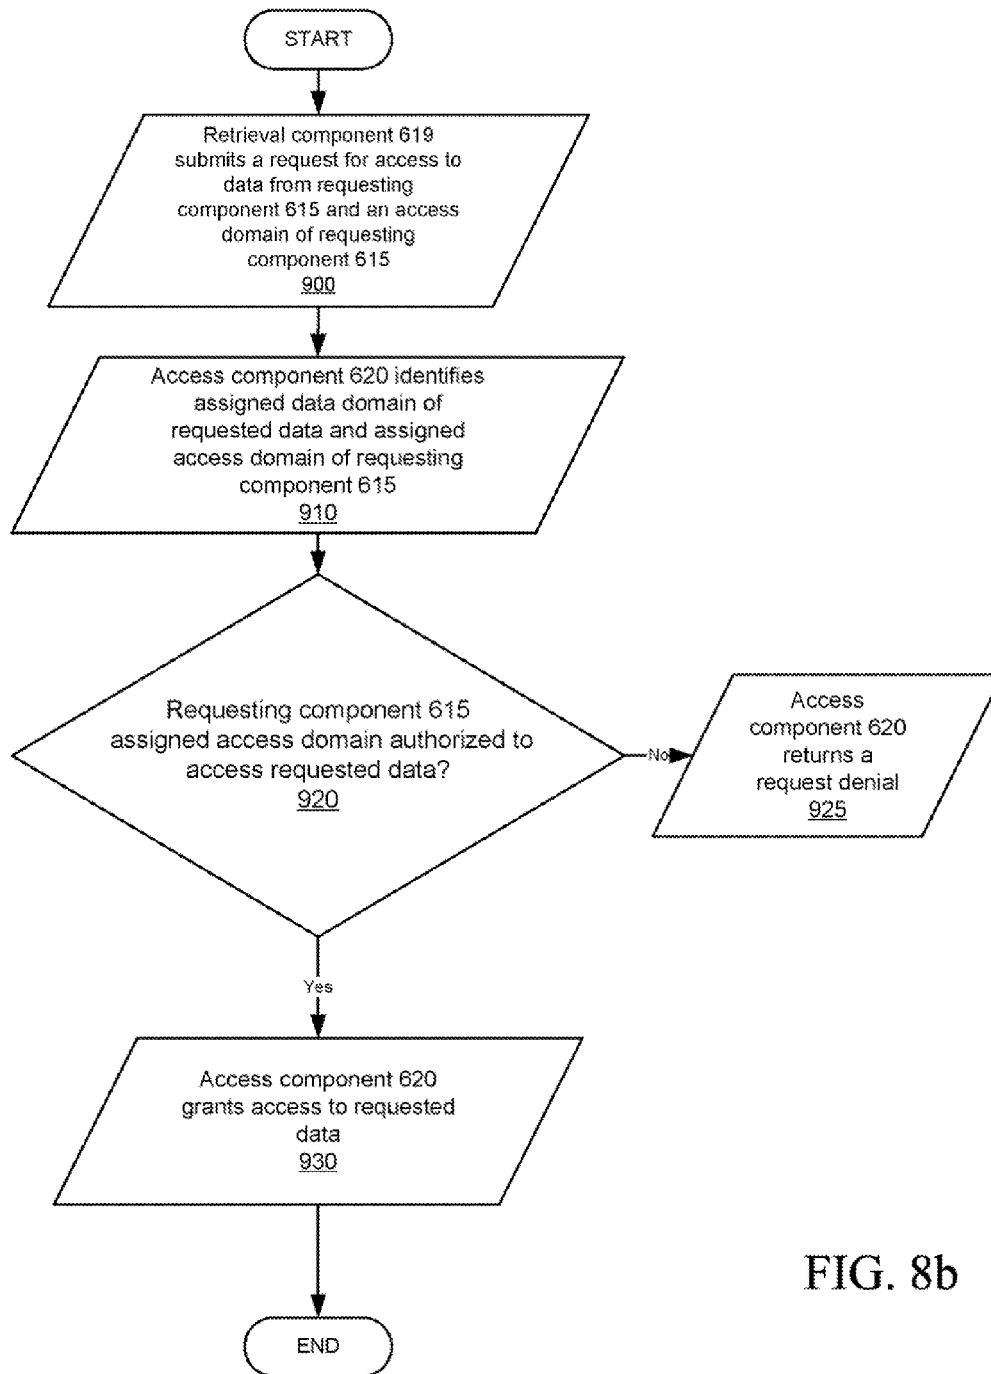 START
Retrieval component 619
submits a request for access to
data from requesting
component 615 and an access
domain of requesting
component 615
900
Access component 620 identifies
assigned data domain of
requested data and assigned
access domain of requesting
component 615
910
Requesting component 615
assigned access domain authorized to
access requested data?
920
No
Access
component 620
returns a
request denial
925
Yes
Access component 620
grants access to requested
data
930
END
FIG. 8b